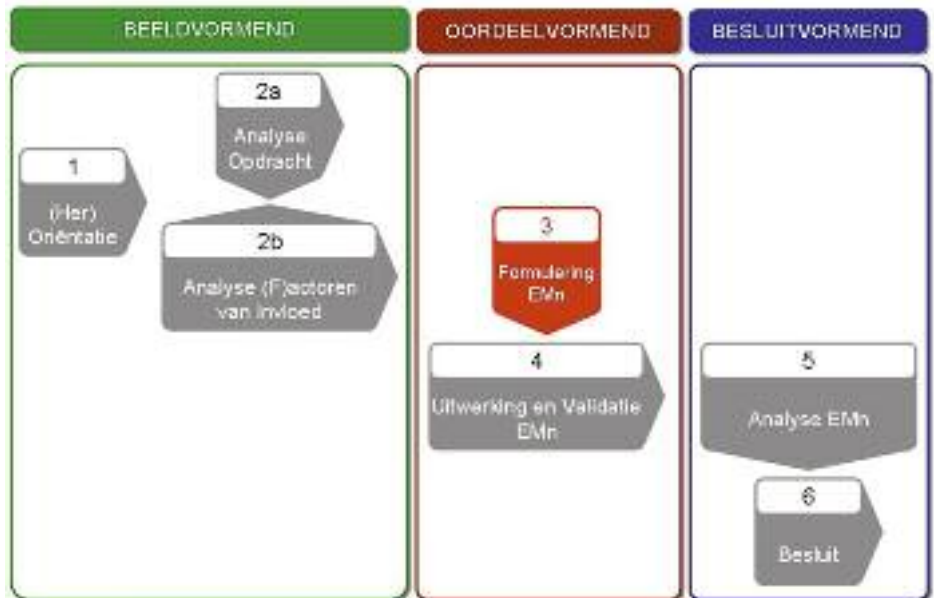 BEELDVORMEND
OORDEELVORMEND
BESLUITVORMEND
1
(Her)
Oriëntatie
2a
Analyse
Opdracht
2b
Analyse (F)actoren
van Invloed
3
Formulering
EMn
4
Uitwerking en Validatie
EMn
5
Analyse EMn
6
Besluit